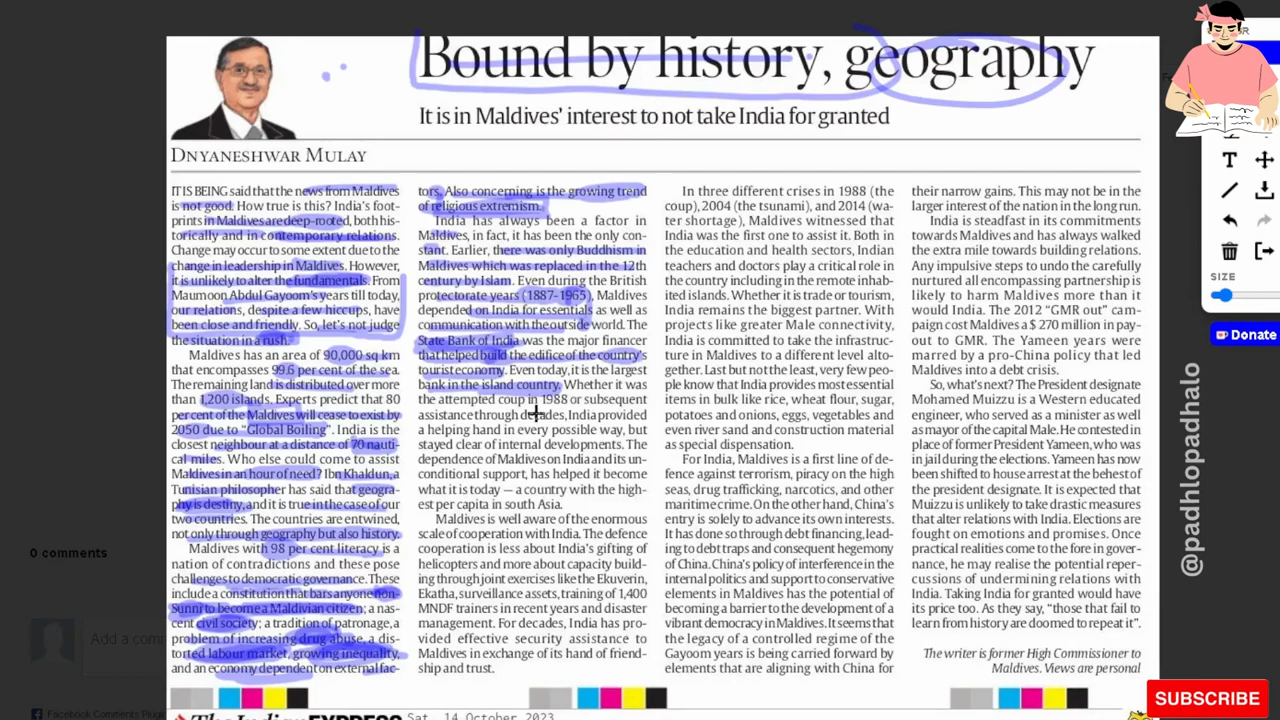 Bound by history, geography
It is in Maldives' interest to not take India for granted
DNYANESHWAR MULAY
IT IS BEING said that the news from Maldives
is not good. How true is this? India's foot-
prints in Maldives are deep-rooted, both his-
torically and in contemporary relations.
Change may occur to some extent due to the
change in leadership in Maldives. However,
it is unlikely to alter the fundamentals. From
Maumoon Abdul Gayoom's years till today,
our relations, despite a few hiccups, have
been close and friendly. So, let's not judge
the situation in a rush.
Maldives has an area of 90,000 sq km
that encompasses 99.6 per cent of the sea.
The remaining land is distributed over more
than 1,200 islands. Experts predict that 80
per cent of the Maldives will cease to exist by
2050 due to "Global Boiling". India is the
closest neighbour at a distance of 70 nauti-
cal miles. Who else could come to assist
Maldives in an hour of need? Ibn Khaldun, a
Tunisian philosopher has said that geogra-
phy is destiny, and it is true in the case of our
two countries. The countries are entwined,
not only through geography but also history.
Maldives with 98 per cent literacy is a
nation of contradictions and these pose
challenges to democratic governance. These
include a constitution that bars anyone non-
Sunni to become a Maldivian citizen; a nas-
cent civil society; a tradition of patronage, a
problem of increasing drug abuse, a dis-
torted labour market, growing inequality,
and an economy dependent on external fac-
tors. Also concerning is the growing trend
of religious extremism.
India has always been a factor in
Maldives, in fact, it has been the only con-
stant. Earlier, there was only Buddhism in
Maldives which was replaced in the 12th
century by Islam. Even during the British
protectorate years (1887-1965), Maldives
depended on India for essentials as well as
communication with the outside world. The
State Bank of India was the major financer
that helped build the edifice of the country's
tourist economy. Even today, it is the largest
bank in the island country. Whether it was
the attempted coup in 1988 or subsequent
assistance through decades, India provided
a helping hand in every possible way, but
stayed clear of internal developments. The
dependence of Maldives on India and its un-
conditional support, has helped it become
what it is today — a country with the high-
est per capita in south Asia.
Maldives is well aware of the enormous
scale of cooperation with India. The defence
cooperation is less about India's gifting of
helicopters and more about capacity build-
ing through joint exercises like the Ekuverin,
Ekatha, surveillance assets, training of 1,400
MNDF trainers in recent years and disaster
management. For decades, India has pro-
vided effective security assistance to
Maldives in exchange of its hand of friend-
ship and trust.
In three different crises in 1988 (the
coup), 2004 (the tsunami), and 2014 (wa-
ter shortage), Maldives witnessed that
India was the first one to assist it. Both in
the education and health sectors, Indian
teachers and doctors play a critical role in
the country including in the remote inhab-
ited islands. Whether it is trade or tourism,
India remains the biggest partner. With
projects like greater Male connectivity,
India is committed to take the infrastruc-
ture in Maldives to a different level alto-
gether. Last but not the least, very few peo-
ple know that India provides most essential
items in bulk like rice, wheat flour, sugar,
potatoes and onions, eggs, vegetables and
even river sand and construction material
as special dispensation.
For India, Maldives is a first line of de-
fence against terrorism, piracy on the high
seas, drug trafficking, narcotics, and other
maritime crime. On the other hand, China's
entry is solely to advance its own interests.
It has done so through debt financing, lead-
ing to debt traps and consequent hegemony
of China. China's policy of interference in the
internal politics and support to conservative
elements in Maldives has the potential of
becoming a barrier to the development of a
vibrant democracy in Maldives. It seems that
the legacy of a controlled regime of the
Gayoom years is being carried forward by
elements that are aligning with China for
their narrow gains. This may not be in the
larger interest of the nation in the long run.
India is steadfast in its commitments
towards Maldives and has always walked
the extra mile towards building relations.
Any impulsive steps to undo the carefully
nurtured all encompassing partnership is
likely to harm Maldives more than it
would India. The 2012 "GMR out" cam-
paign cost Maldives a $ 270 million in pay-
out to GMR. The Yameen years were
marred by a pro-China policy that led
Maldives into a debt crisis.
So, what's next? The President designate
Mohamed Muizzu is a Western educated
engineer, who served as a minister as well
as mayor of the capital Male. He contested in
place of former President Yameen, who was
in jail during the elections. Yameen has now
been shifted to house arrest at the behest of
the president designate. It is expected that
Muizzu is unlikely to take drastic measures
that alter relations with India. Elections are
fought on emotions and promises. Once
practical realities come to the fore in gover-
nance, he may realise the potential reper-
cussions of undermining relations with
India. Taking India for granted would have
its price too. As they say, "those that fail to
learn from history are doomed to repeat it".
The writer is former High Commissioner to
Maldives. Views are personal
The Indian EXPRESS Sat, 14 October 2023
0 comments
Add a com
Facebook Comments Plugin
T
SIZE
Donate
@padhlopadhalo
SUBSCRIBE